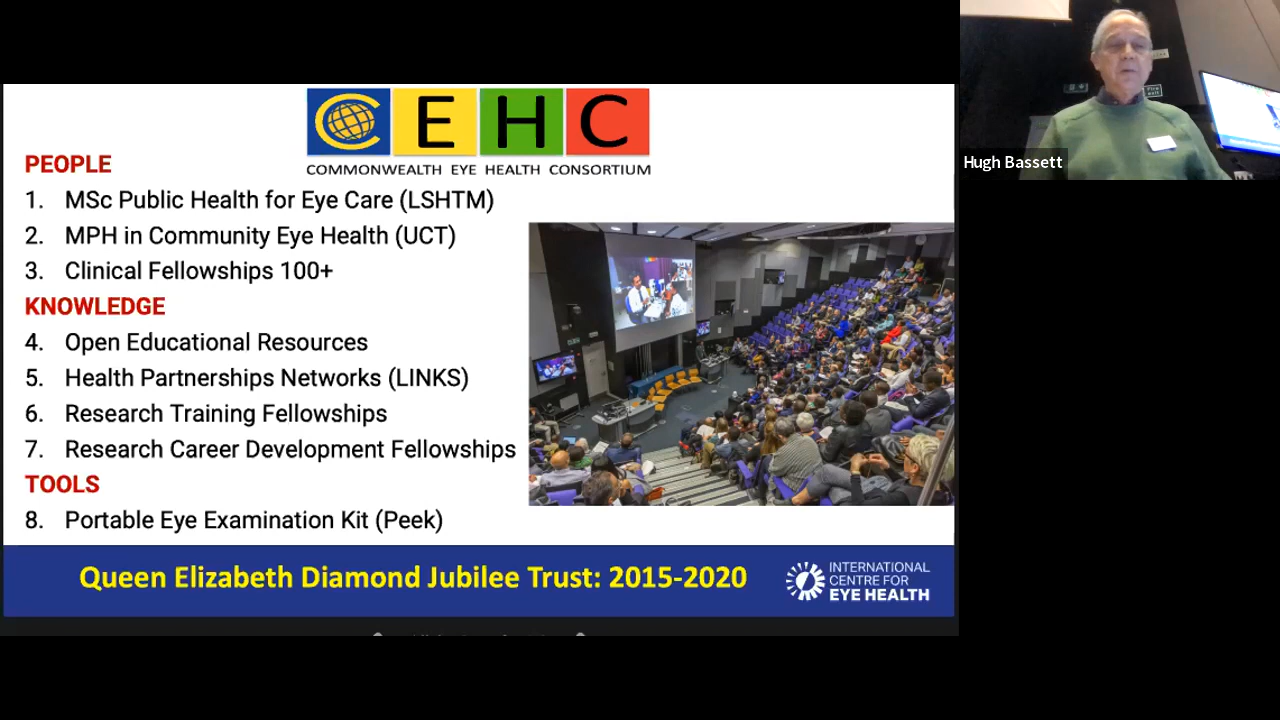 CEHC
COMMONWEALTH EYE HEALTH CONSORTIUM
PEOPLE
1. MSc Public Health for Eye Care (LSHTM)
2. MPH in Community Eye Health (UCT)
3. Clinical Fellowships 100+
KNOWLEDGE
4. Open Educational Resources
5. Health Partnerships Networks (LINKS)
6. Research Training Fellowships
7. Research Career Development Fellowships
TOOLS
8. Portable Eye Examination Kit (Peek)
Queen Elizabeth Diamond Jubilee Trust: 2015-2020
INTERNATIONAL
CENTRE FOR
EYE HEALTH
Hugh Bassett